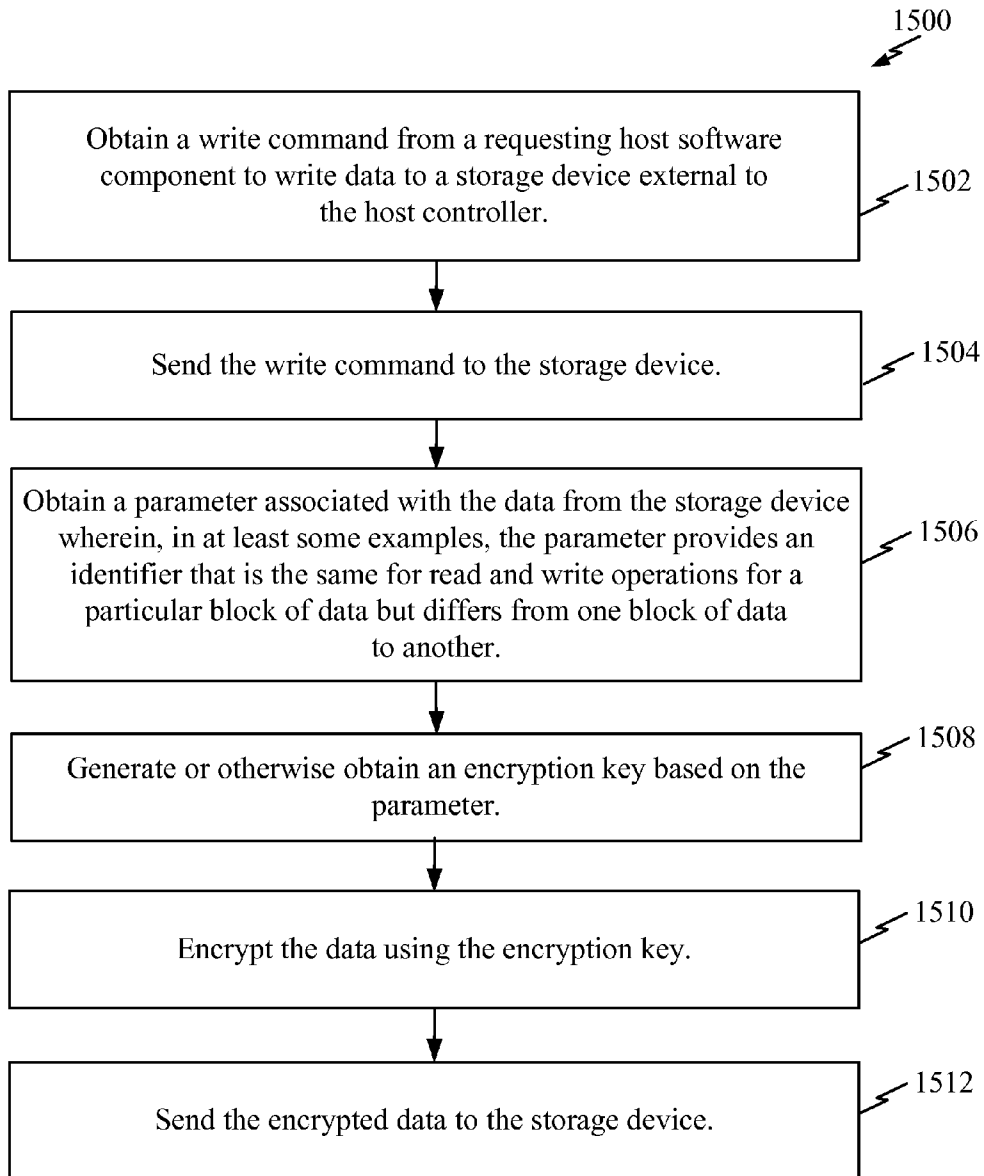 1500
Obtain a write command from a requesting host software
component to write data to a storage device external to
the host controller.
1502
Send the write command to the storage device.
1504
Obtain a parameter associated with the data from the storage device
wherein, in at least some examples, the parameter provides an
identifier that is the same for read and write operations for a
particular block of data but differs from one block of data
to another.
1506
Generate or otherwise obtain an encryption key based on the
parameter.
1508
Encrypt the data using the encryption key.
1510
Send the encrypted data to the storage device.
1512